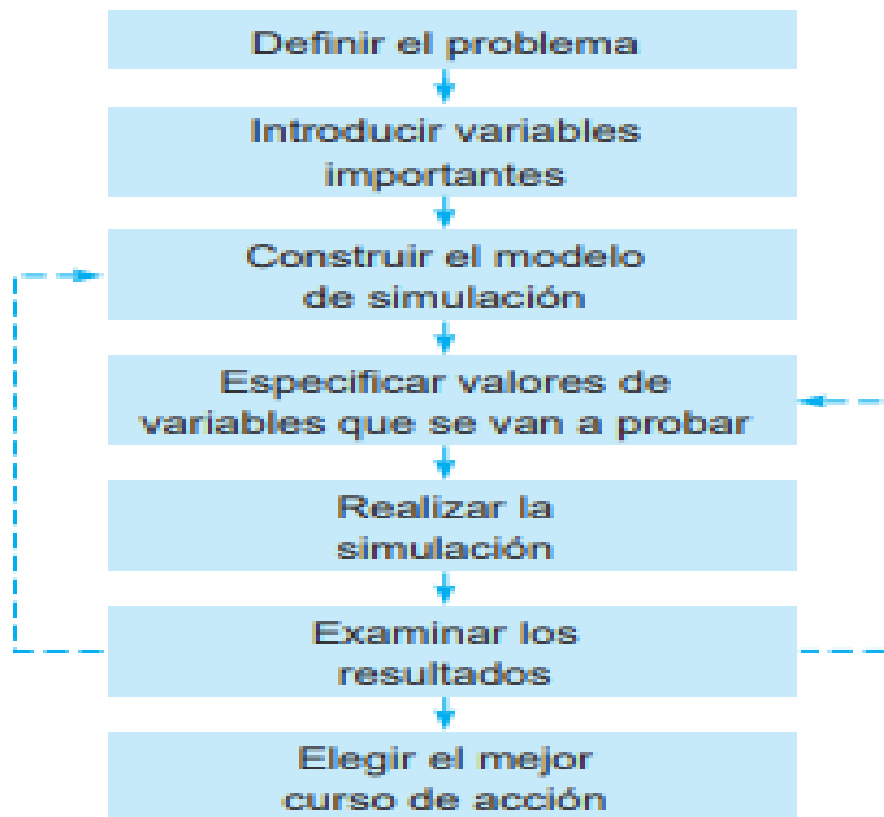 Definir el problema
Introducir variables
importantes
Construir el modelo
de simulación
Especificar valores de
variables que se van a probar
Realizar la
simulación
Examinar los
resultados
Elegir el mejor
curso de acción